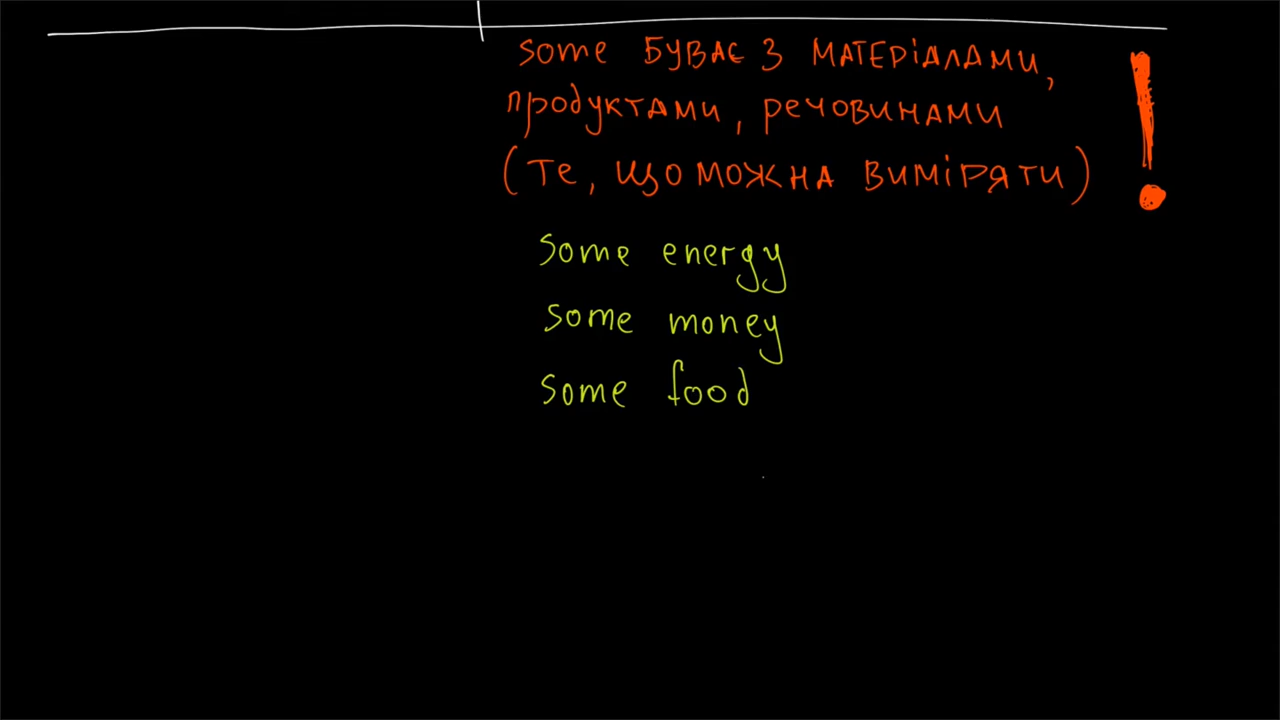 some буває з матеріалами,
продуктами, речовинами
(те, що можна виміряти) !
some energy
some money
some food